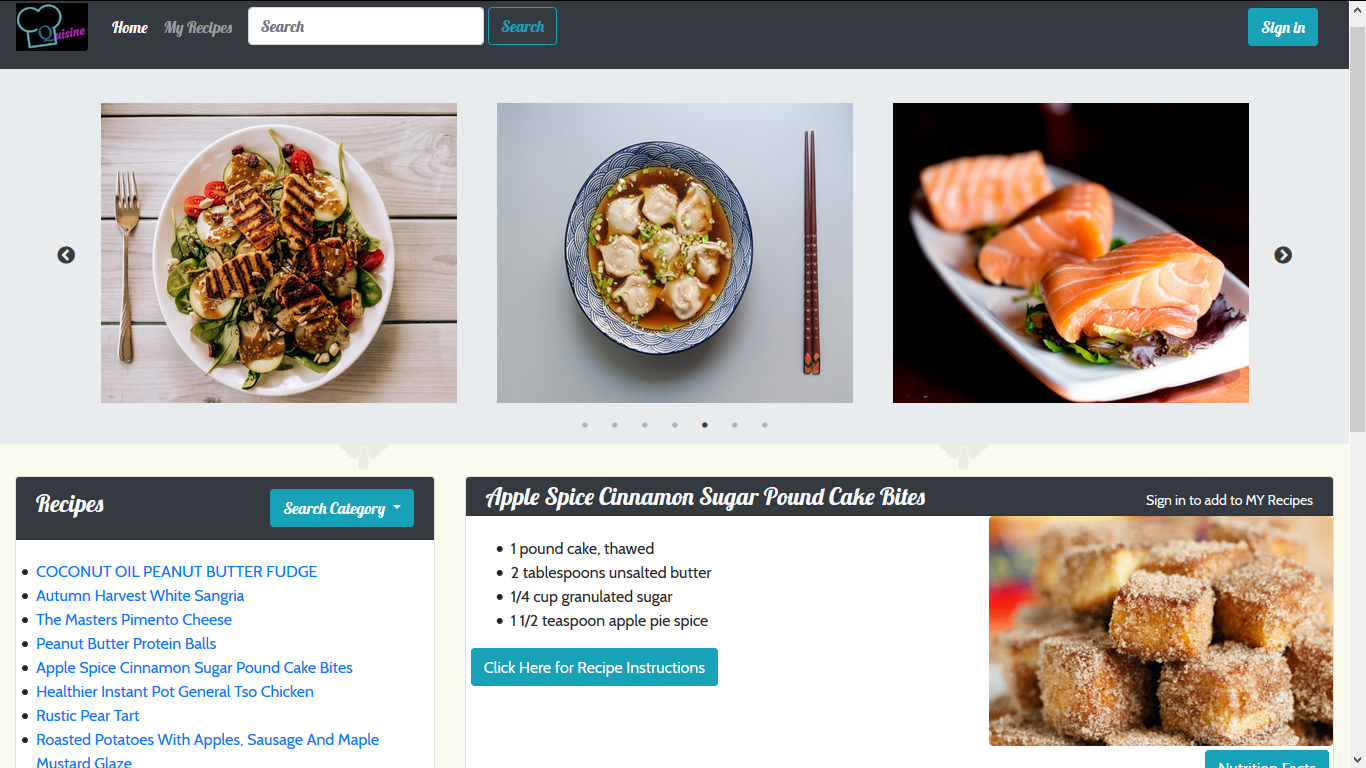 Quisine
Home
My Recipes
Search
Search
Sign in
Recipes
Search Category
COCONUT OIL PEANUT BUTTER FUDGE
Autumn Harvest White Sangria
The Masters Pimento Cheese
Peanut Butter Protein Balls
Apple Spice Cinnamon Sugar Pound Cake Bites
Healthier Instant Pot General Tso Chicken
Rustic Pear Tart
Roasted Potatoes With Apples, Sausage And Maple
Mustard Glaze
Apple Spice Cinnamon Sugar Pound Cake Bites
Sign in to add to MY Recipes
1 pound cake, thawed
2 tablespoons unsalted butter
1/4 cup granulated sugar
1 1/2 teaspoon apple pie spice
Click Here for Recipe Instructions
Nutrition Facts